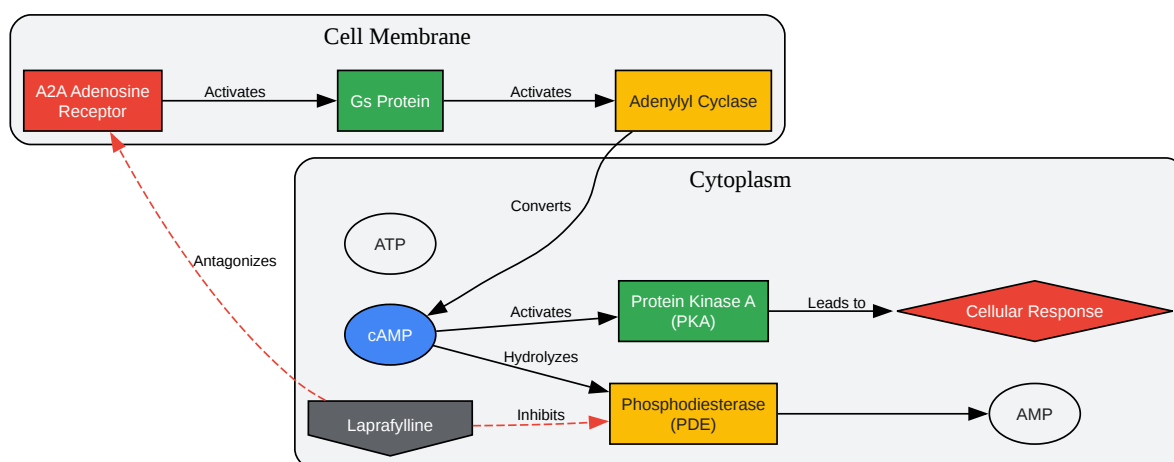 Cell Membrane
A2A Adenosine
Receptor
Activates
Gs Protein
Activates
Adenylyl Cyclase
Cytoplasm
Converts
ATP
Antagonizes
cAMP
Activates
Protein Kinase A
(PKA)
Leads to
Cellular Response
Hydrolyzes
Laprafylline
Inhibits
Phosphodiesterase
(PDE)
AMP